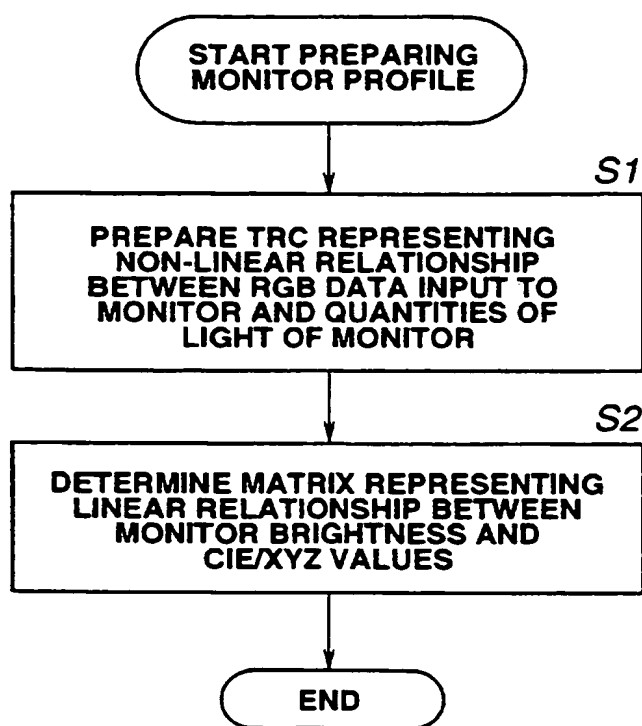 START PREPARING
MONITOR PROFILE
S1
PREPARE TRC REPRESENTING
NON-LINEAR RELATIONSHIP
BETWEEN RGB DATA INPUT TO
MONITOR AND QUANTITIES OF
LIGHT OF MONITOR
S2
DETERMINE MATRIX REPRESENTING
LINEAR RELATIONSHIP BETWEEN
MONITOR BRIGHTNESS AND
CIE/XYZ VALUES
END